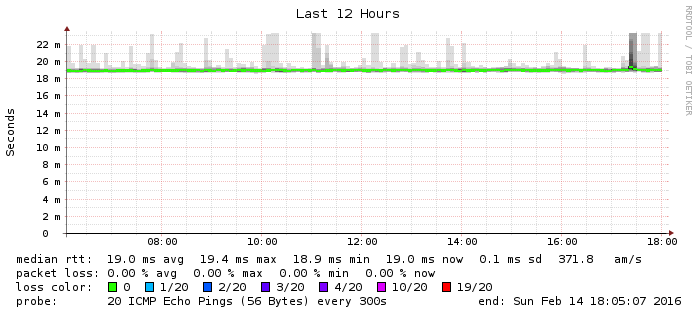 Last 12 Hours
RRDTOOL / TOBI OETIKER
Seconds
22 m
20 m
18 m
16 m
14 m
12 m
10 m
8 m
6 m
4 m
2 m
0
08:00 10:00 12:00 14:00 16:00 18:00
median rtt: 19.0 ms avg 19.4 ms max 18.9 ms min 19.0 ms now 0.1 ms sd 371.8 am/s
packet loss: 0.00 % avg 0.00 % max 0.00 % min 0.00 % now
loss color: 0 1/20 2/20 3/20 4/20 10/20 19/20
probe: 20 ICMP Echo Pings (56 Bytes) every 300s end: Sun Feb 14 18:05:07 2016